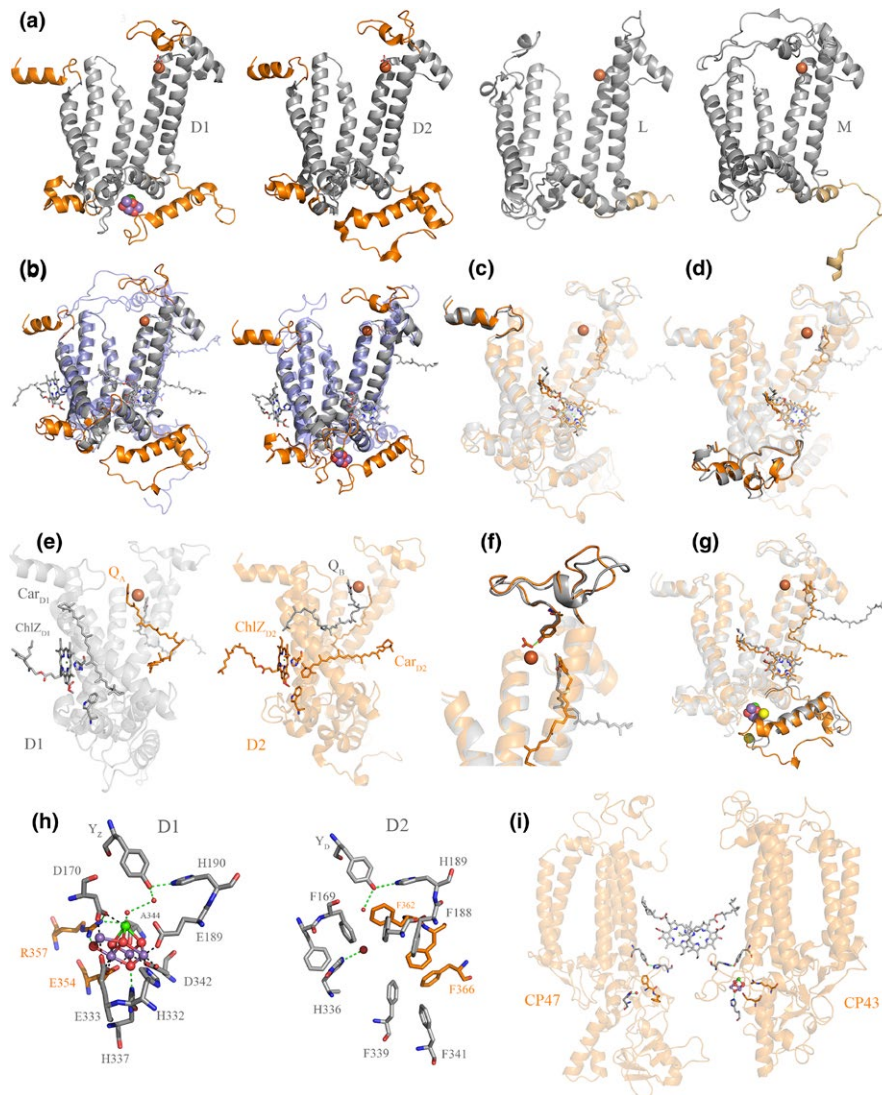 (a)
D1
D2
L
M
(b)
(c)
(d)
(e)
Q_A
Car_D1
ChlZ_D1
D1
Q_B
ChlZ_D2
Car_D2
D2
(f)
(g)
(h)
D1
Y_Z
D170
H190
A344
E189
R357
E354
D342
E333
H332
H337
D2
Y_D
H189
F169
F362
F188
F366
H336
F339
F341
(i)
CP47
CP43